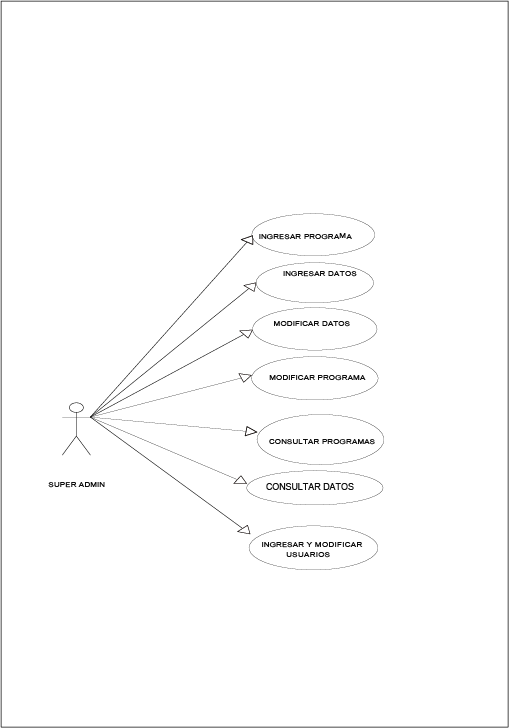 INGRESAR PROGRAMA
INGRESAR DATOS
MODIFICAR DATOS
MODIFICAR PROGRAMA
CONSULTAR PROGRAMAS
SUPER ADMIN
CONSULTAR DATOS
INGRESAR Y MODIFICAR
USUARIOS